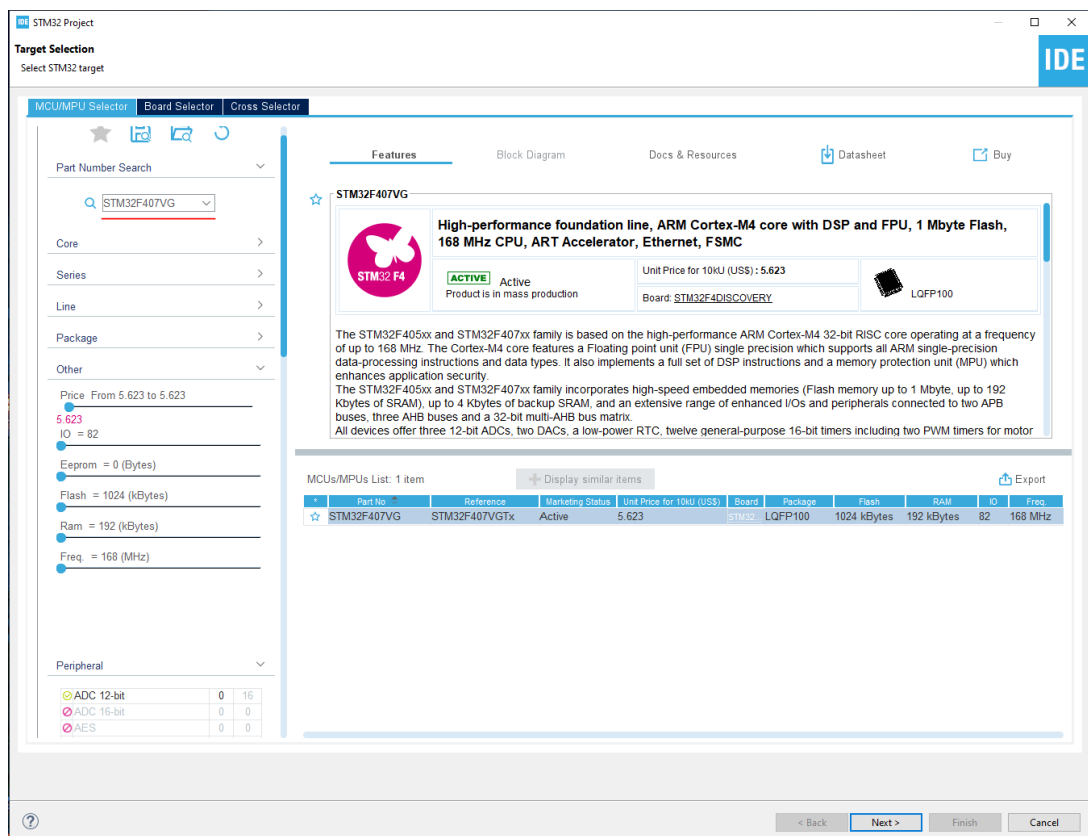 IDE STM32 Project
Target Selection
Select STM32 target
IDE
MCU/MPU Selector Board Selector Cross Selector
Part Number Search
STM32F407VG
Core
Series
Line
Package
Other
Price From 5.623 to 5.623
5.623
IO = 82
Eeprom = 0 (Bytes)
Flash = 1024 (kBytes)
Ram = 192 (kBytes)
Freq. = 168 (MHz)
Peripheral
ADC 12-bit 0 16
ADC 16-bit 0 0
AES 0 0
Features Block Diagram Docs & Resources Datasheet Buy
STM32F407VG
STM32 F4
High-performance foundation line, ARM Cortex-M4 core with DSP and FPU, 1 Mbyte Flash,
168 MHz CPU, ART Accelerator, Ethernet, FSMC
ACTIVE Active
Product is in mass production
Unit Price for 10kU (US$) : 5.623
Board: STM32F4DISCOVERY
LQFP100
The STM32F405xx and STM32F407xx family is based on the high-performance ARM Cortex-M4 32-bit RISC core operating at a frequency
of up to 168 MHz. The Cortex-M4 core features a Floating point unit (FPU) single precision which supports all ARM single-precision
data-processing instructions and data types. It also implements a full set of DSP instructions and a memory protection unit (MPU) which
enhances application security.
The STM32F405xx and STM32F407xx family incorporates high-speed embedded memories (Flash memory up to 1 Mbyte, up to 192
Kbytes of SRAM), up to 4 Kbytes of backup SRAM, and an extensive range of enhanced I/Os and peripherals connected to two APB
buses, three AHB buses and a 32-bit multi-AHB bus matrix.
All devices offer three 12-bit ADCs, two DACs, a low-power RTC, twelve general-purpose 16-bit timers including two PWM timers for motor
MCUs/MPUs List: 1 item + Display similar items Export
* Part No Reference Marketing Status Unit Price for 10kU (US$) Board Package Flash RAM IO Freq.
STM32F407VG STM32F407VGTx Active 5.623 STM32... LQFP100 1024 kBytes 192 kBytes 82 168 MHz
? < Back Next > Finish Cancel